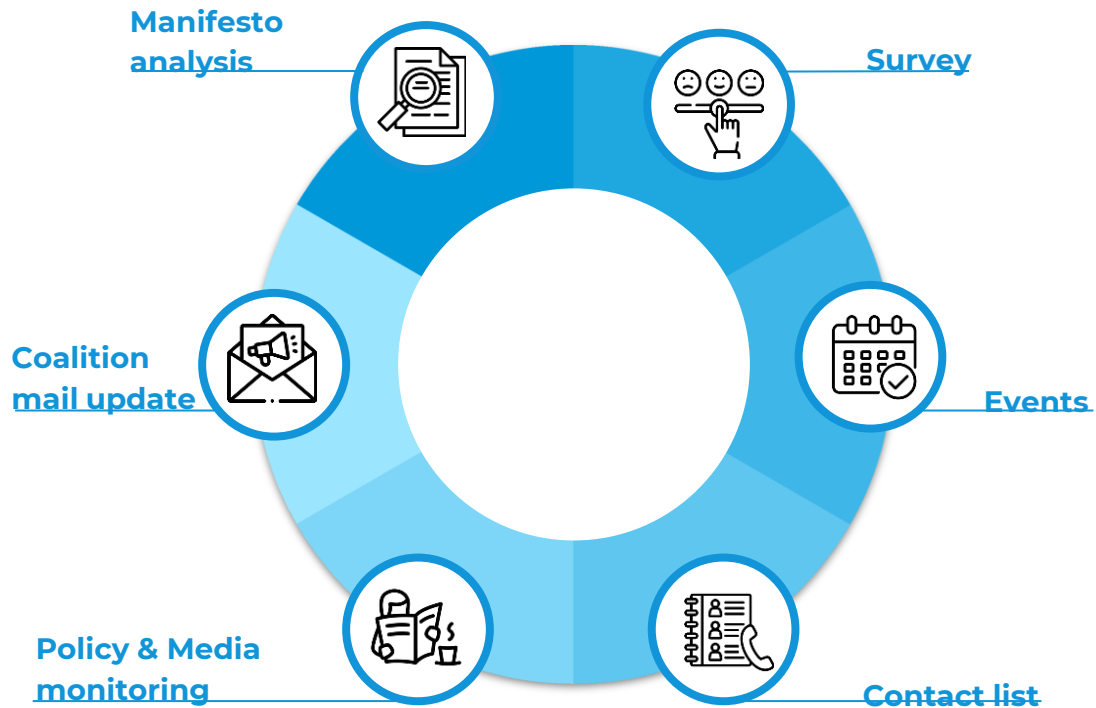 Manifesto
analysis
Survey
Coalition
mail update
Events
Policy & Media
monitoring
Contact list